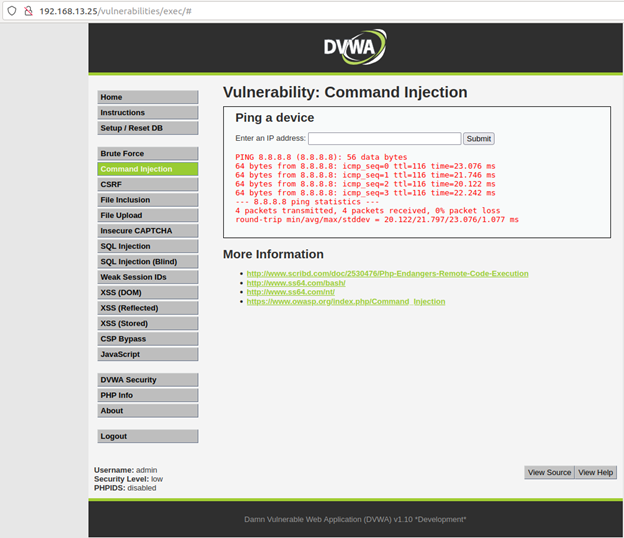 192.168.13.25/vulnerabilities/exec/#
DVWA
Home
Instructions
Setup / Reset DB
Brute Force
Command Injection
CSRF
File Inclusion
File Upload
Insecure CAPTCHA
SQL Injection
SQL Injection (Blind)
Weak Session IDs
XSS (DOM)
XSS (Reflected)
XSS (Stored)
CSP Bypass
JavaScript
DVWA Security
PHP Info
About
Logout
Vulnerability: Command Injection
Ping a device
Enter an IP address: Submit
PING 8.8.8.8 (8.8.8.8): 56 data bytes
64 bytes from 8.8.8.8: icmp_seq=0 ttl=116 time=23.076 ms
64 bytes from 8.8.8.8: icmp_seq=1 ttl=116 time=21.746 ms
64 bytes from 8.8.8.8: icmp_seq=2 ttl=116 time=20.122 ms
64 bytes from 8.8.8.8: icmp_seq=3 ttl=116 time=22.242 ms
--- 8.8.8.8 ping statistics ---
4 packets transmitted, 4 packets received, 0% packet loss
round-trip min/avg/max/stddev = 20.122/21.797/23.076/1.077 ms
More Information
http://www.scribd.com/doc/2530476/Php-Endangers-Remote-Code-Execution
http://www.ss64.com/bash/
http://www.ss64.com/nt/
https://www.owasp.org/index.php/Command_Injection
Username: admin
Security Level: low
PHPIDS: disabled
View Source View Help
Damn Vulnerable Web Application (DVWA) v1.10 *Development*